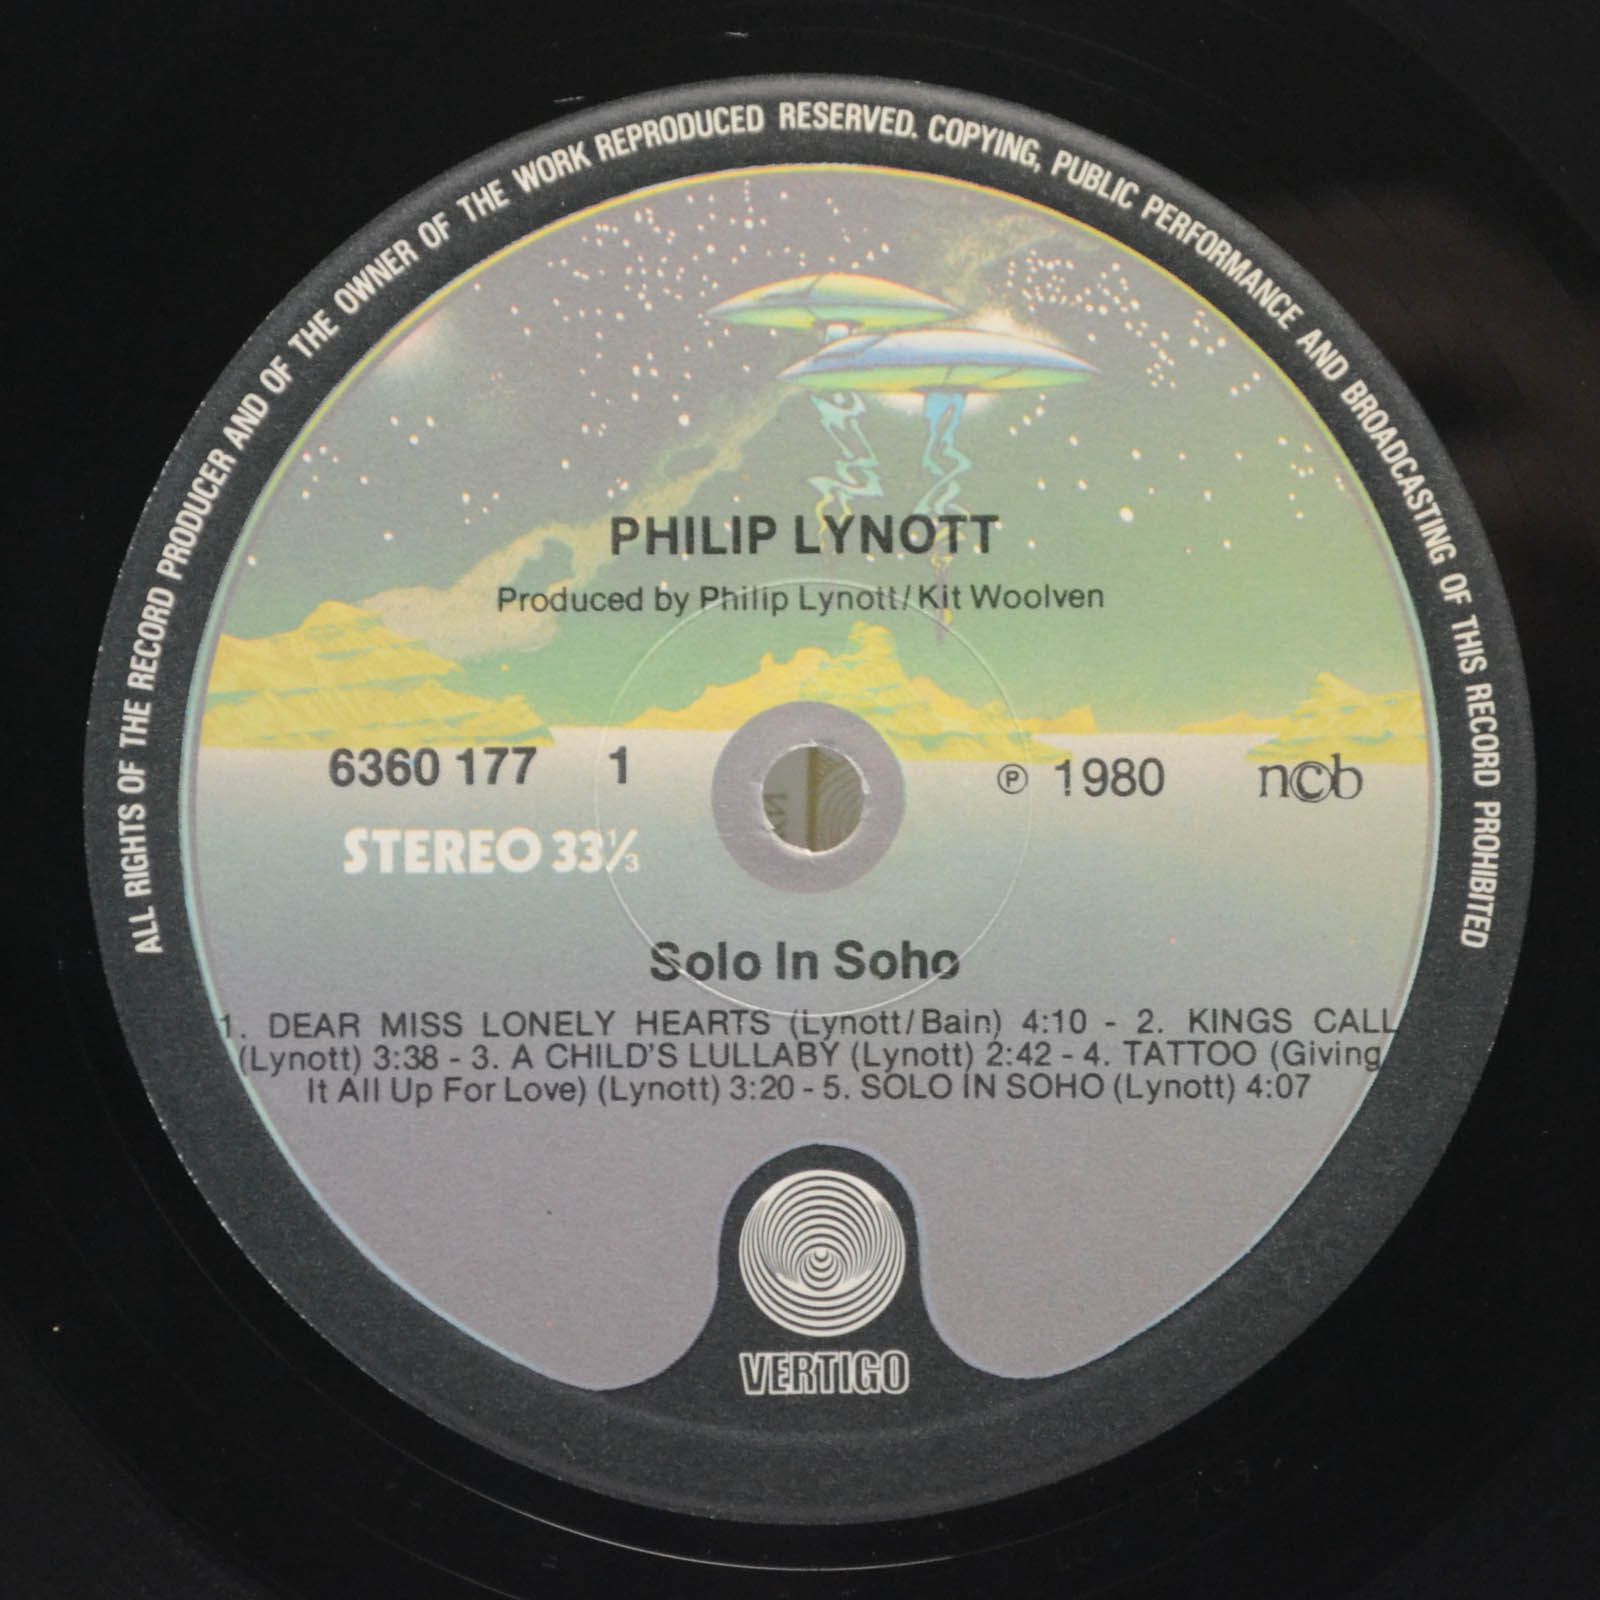 ALL RIGHTS OF THE RECORD PRODUCER AND OF THE OWNER OF THE WORK REPRODUCED RESERVED. COPYING, PUBLIC PERFORMANCE AND BROADCASTING OF THIS RECORD PROHIBITED
PHILIP LYNOTT
Produced by Philip Lynott/Kit Woolven
6360 177 1 ℗ 1980 n©b
STEREO 33⅓
Solo In Soho
1. DEAR MISS LONELY HEARTS (Lynott/Bain) 4:10 - 2. KINGS CALL
(Lynott) 3:38 - 3. A CHILD'S LULLABY (Lynott) 2:42 - 4. TATTOO (Giving
It All Up For Love) (Lynott) 3:20 - 5. SOLO IN SOHO (Lynott) 4:07
VERTIGO